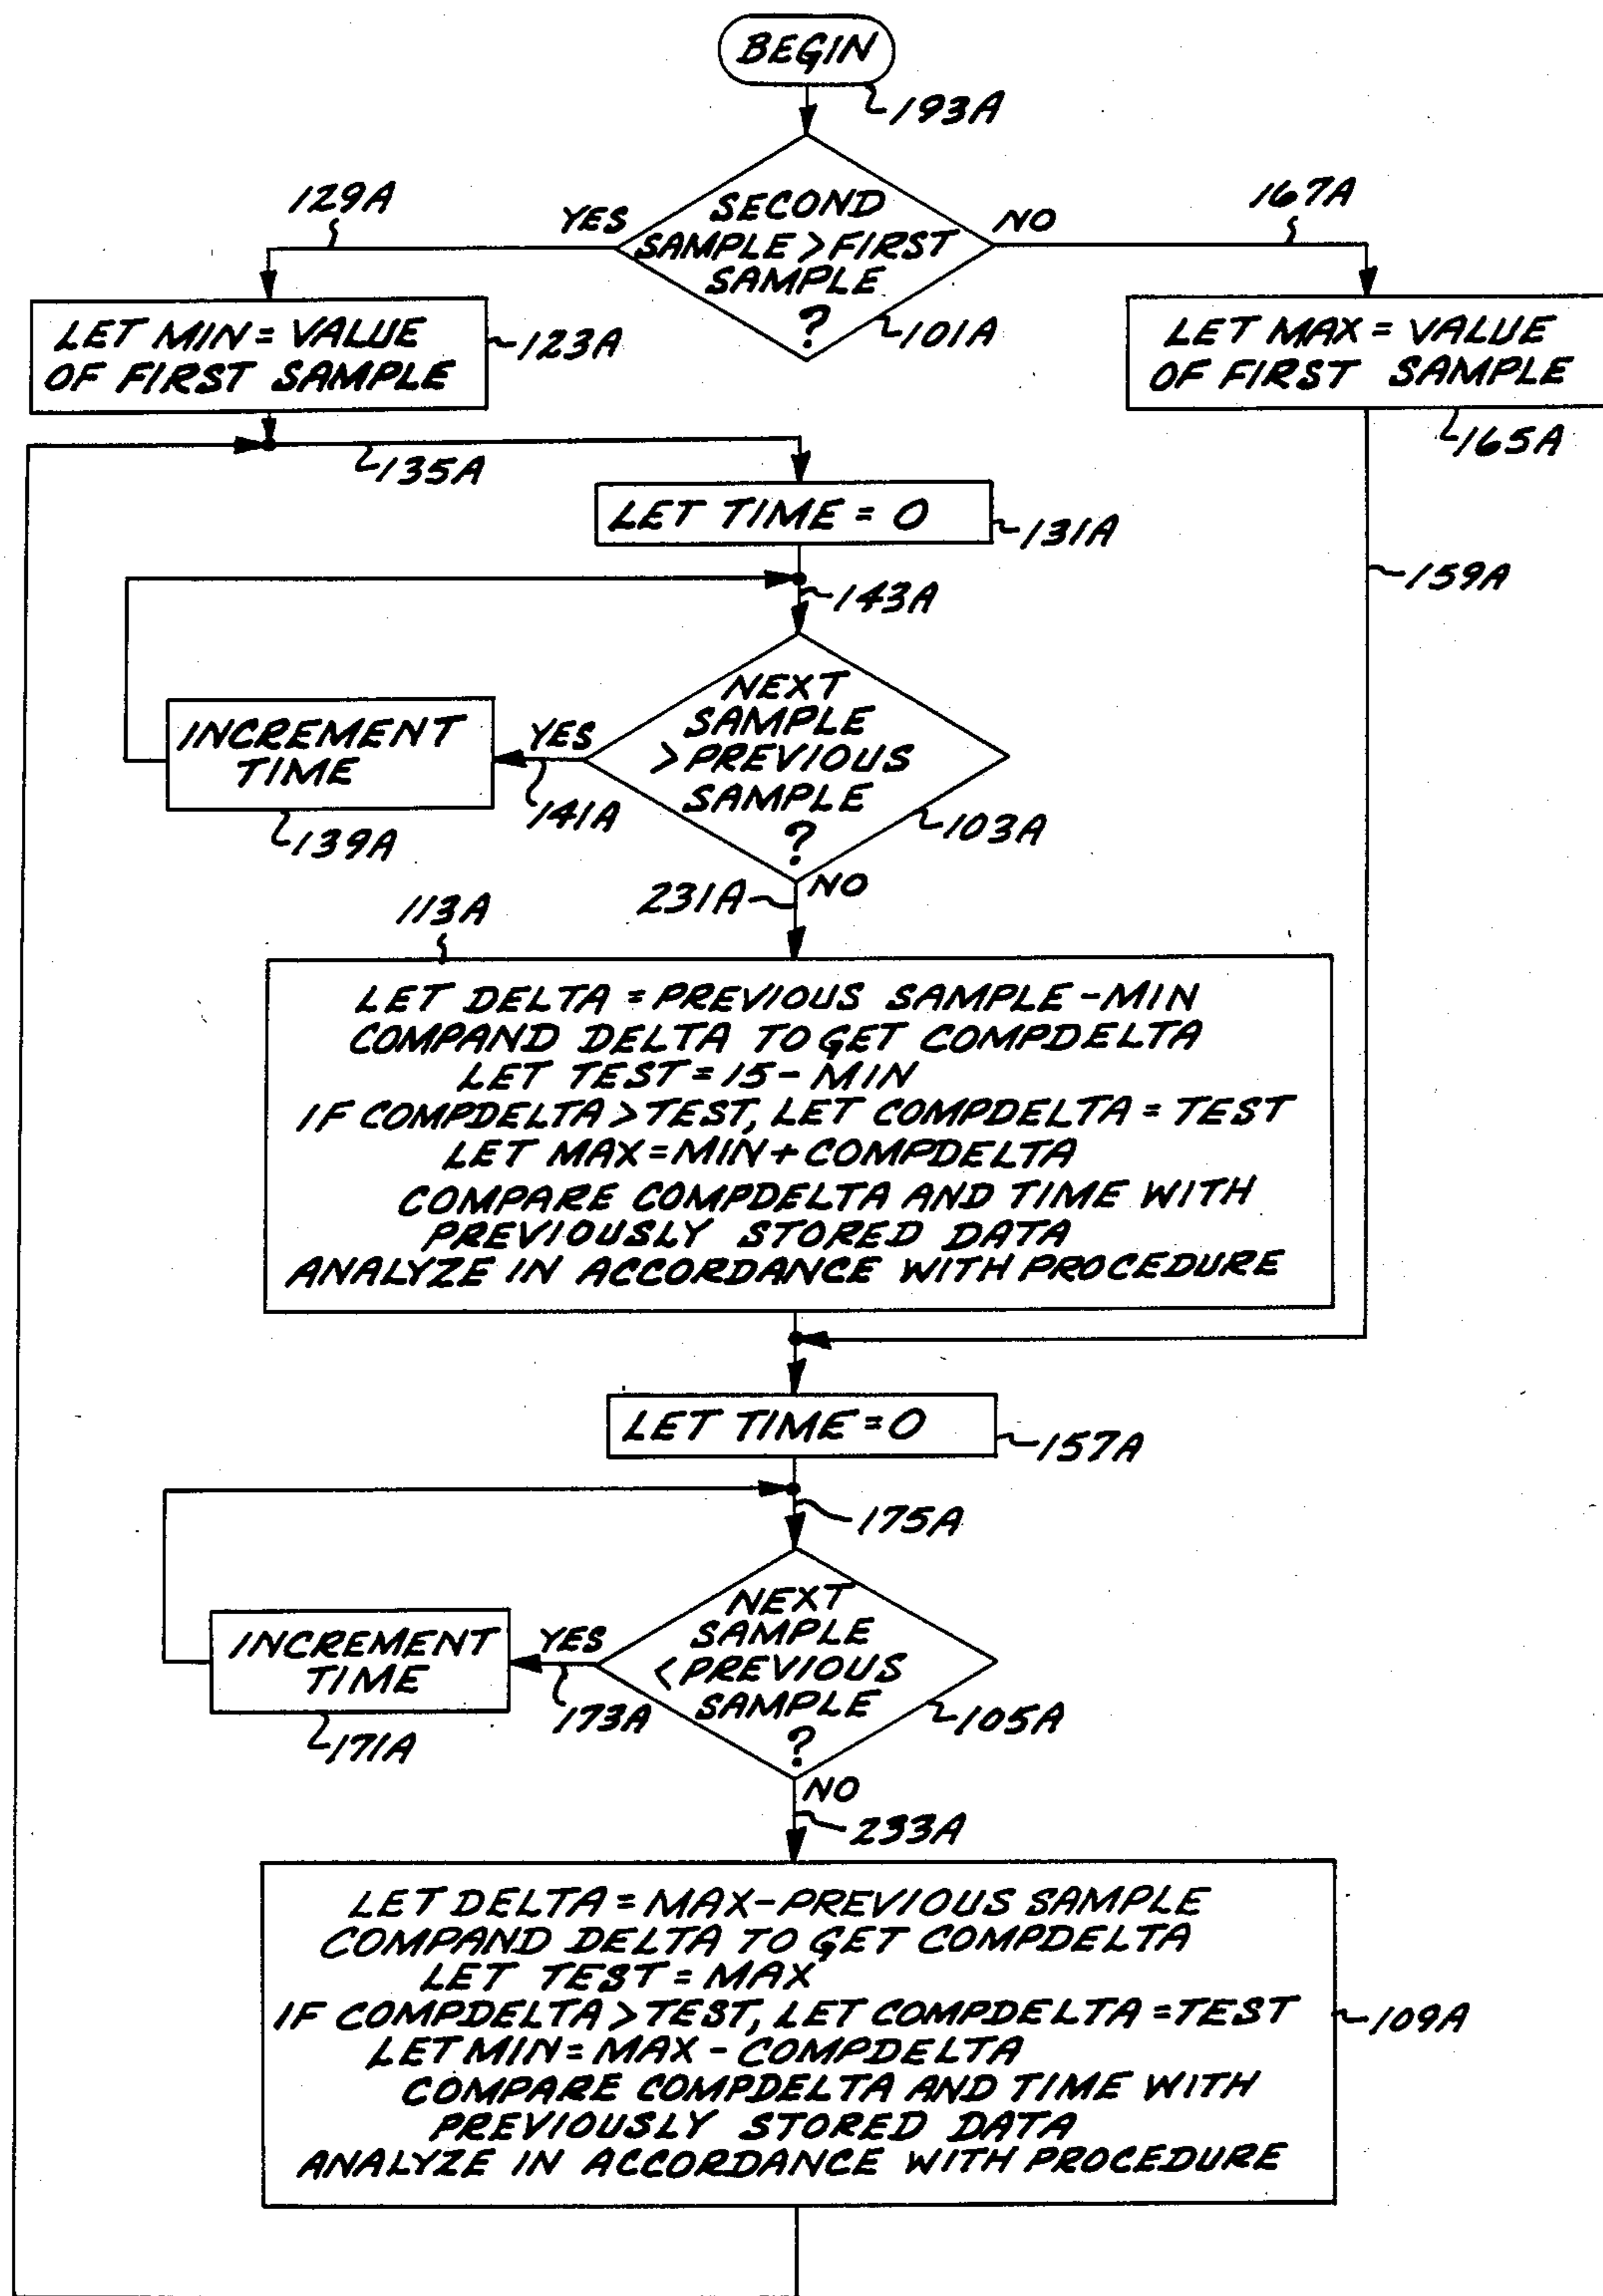 BEGIN
193A
129A
YES
SECOND
SAMPLE > FIRST
SAMPLE
?
NO
167A
101A
LET MIN = VALUE
OF FIRST SAMPLE
123A
LET MAX = VALUE
OF FIRST SAMPLE
165A
135A
LET TIME = 0
131A
159A
143A
NEXT
SAMPLE
> PREVIOUS
SAMPLE
?
YES
141A
INCREMENT
TIME
139A
103A
231A
NO
113A
LET DELTA = PREVIOUS SAMPLE - MIN
COMPAND DELTA TO GET COMPDELTA
LET TEST = 15 - MIN
IF COMPDELTA > TEST, LET COMPDELTA = TEST
LET MAX = MIN + COMPDELTA
COMPARE COMPDELTA AND TIME WITH
PREVIOUSLY STORED DATA
ANALYZE IN ACCORDANCE WITH PROCEDURE
LET TIME = 0
157A
175A
NEXT
SAMPLE
< PREVIOUS
SAMPLE
?
YES
173A
INCREMENT
TIME
171A
105A
NO
233A
LET DELTA = MAX - PREVIOUS SAMPLE
COMPAND DELTA TO GET COMPDELTA
LET TEST = MAX
IF COMPDELTA > TEST, LET COMPDELTA = TEST
LET MIN = MAX - COMPDELTA
COMPARE COMPDELTA AND TIME WITH
PREVIOUSLY STORED DATA
ANALYZE IN ACCORDANCE WITH PROCEDURE
109A